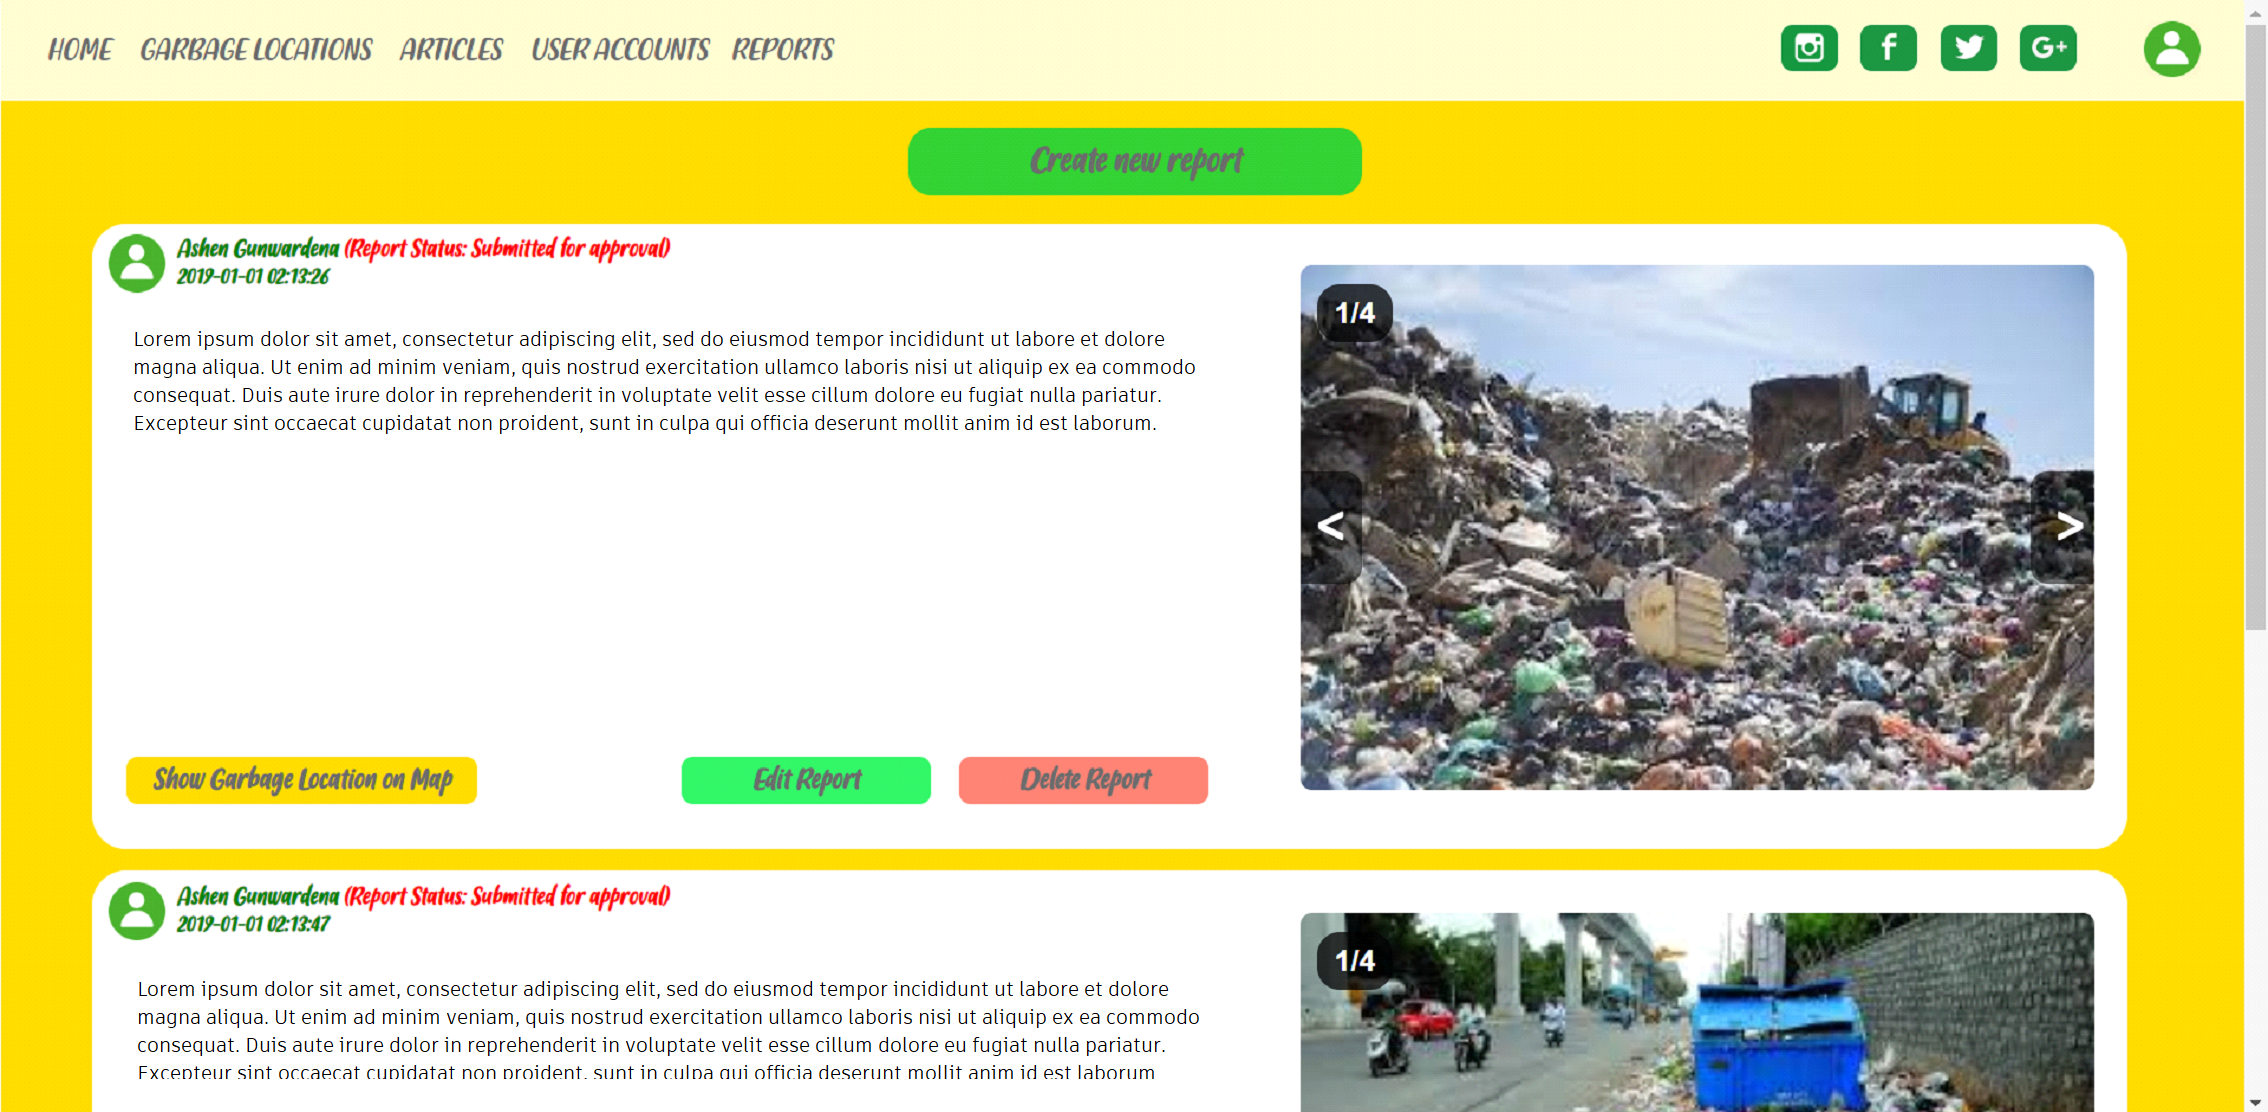 HOME GARBAGE LOCATIONS ARTICLES USER ACCOUNTS REPORTS
f G+
Create new report
Ashen Gunwardena (Report Status: Submitted for approval)
2019-01-01 02:13:26
Lorem ipsum dolor sit amet, consectetur adipiscing elit, sed do eiusmod tempor incididunt ut labore et dolore
magna aliqua. Ut enim ad minim veniam, quis nostrud exercitation ullamco laboris nisi ut aliquip ex ea commodo
consequat. Duis aute irure dolor in reprehenderit in voluptate velit esse cillum dolore eu fugiat nulla pariatur.
Excepteur sint occaecat cupidatat non proident, sunt in culpa qui officia deserunt mollit anim id est laborum.
1/4
< >
Show Garbage Location on Map Edit Report Delete Report
Ashen Gunwardena (Report Status: Submitted for approval)
2019-01-01 02:13:47
Lorem ipsum dolor sit amet, consectetur adipiscing elit, sed do eiusmod tempor incididunt ut labore et dolore
magna aliqua. Ut enim ad minim veniam, quis nostrud exercitation ullamco laboris nisi ut aliquip ex ea commodo
consequat. Duis aute irure dolor in reprehenderit in voluptate velit esse cillum dolore eu fugiat nulla pariatur.
Excepteur sint occaecat cupidatat non proident, sunt in culpa qui officia deserunt mollit anim id est laborum
1/4